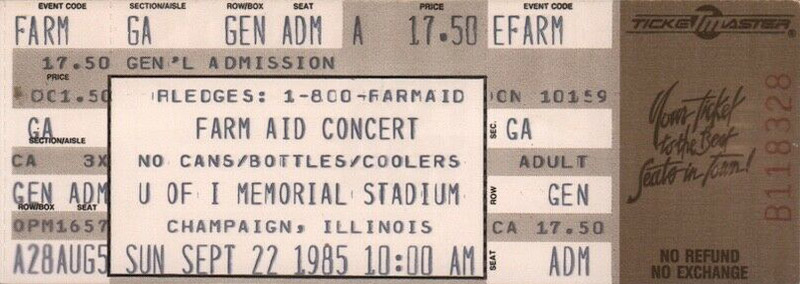 EVENT CODE SECTION/AISLE ROW/BOX SEAT PRICE EVENT CODE
FARM GA GEN ADM A 17.50 EFARM
17.50 GEN'L ADMISSION
PRICE
DC1.50 PLEDGES: 1-800-FARMAID CN 10159
GA FARM AID CONCERT SEC. GA
SECTION/AISLE
CA 3X NO CANS/BOTTLES/COOLERS ADULT
GEN ADM U OF I MEMORIAL STADIUM ROW GEN
ROW/BOX SEAT
OPM1657 CHAMPAIGN, ILLINOIS CA 17.50
A28AUG5 SUN SEPT 22 1985 10:00 AM SEAT ADM
TICKETMASTER
Your Ticket
to the Best
Seats in Town!
B118328
NO REFUND
NO EXCHANGE